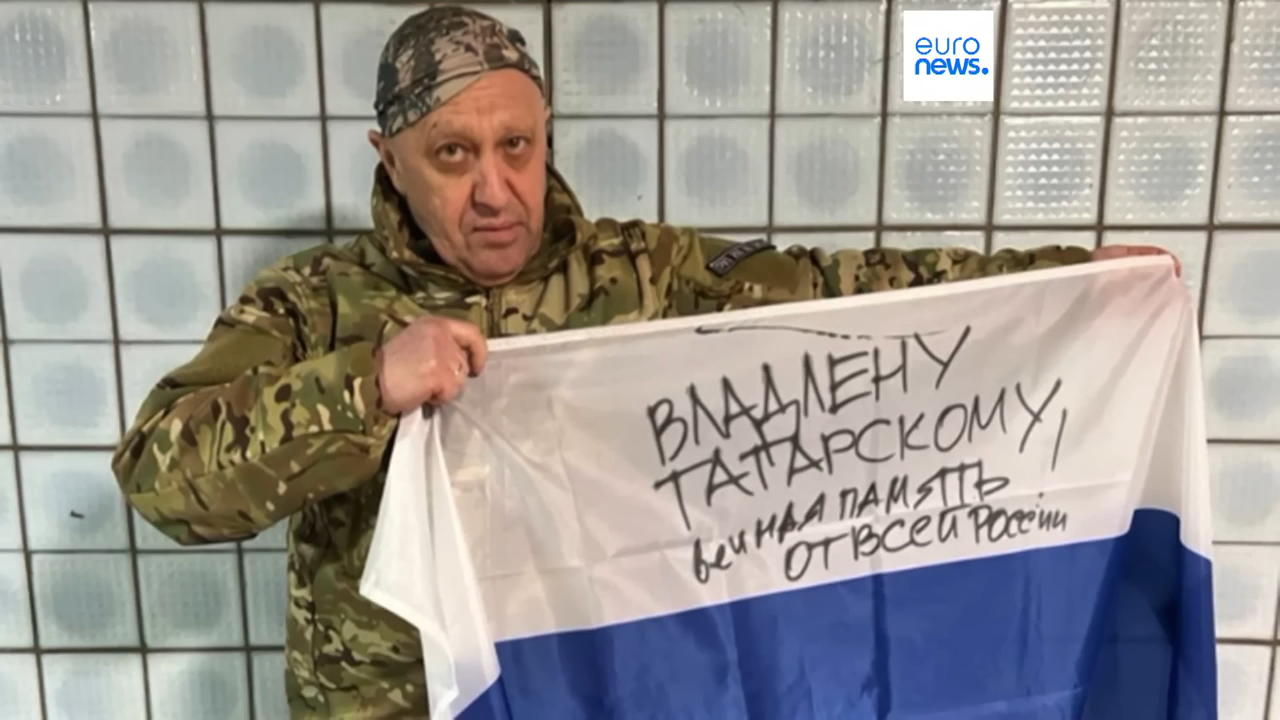 euro
news.
ВЛАДЛЕНУ
ТАТАРСКОМУ,
вечная память
от всей России